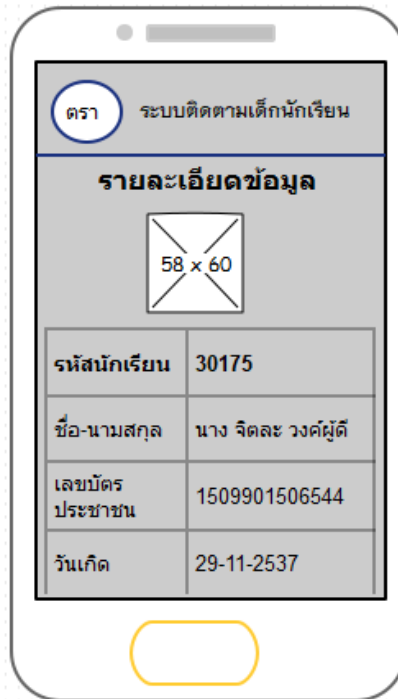 ตรา
ระบบติดตามเด็กนักเรียน
รายละเอียดข้อมูล
58 x 60
รหัสนักเรียน 30175
ชื่อ-นามสกุล นาง จิตละ วงค์ผู้ดี
เลขบัตร
ประชาชน 1509901506544
วันเกิด 29-11-2537